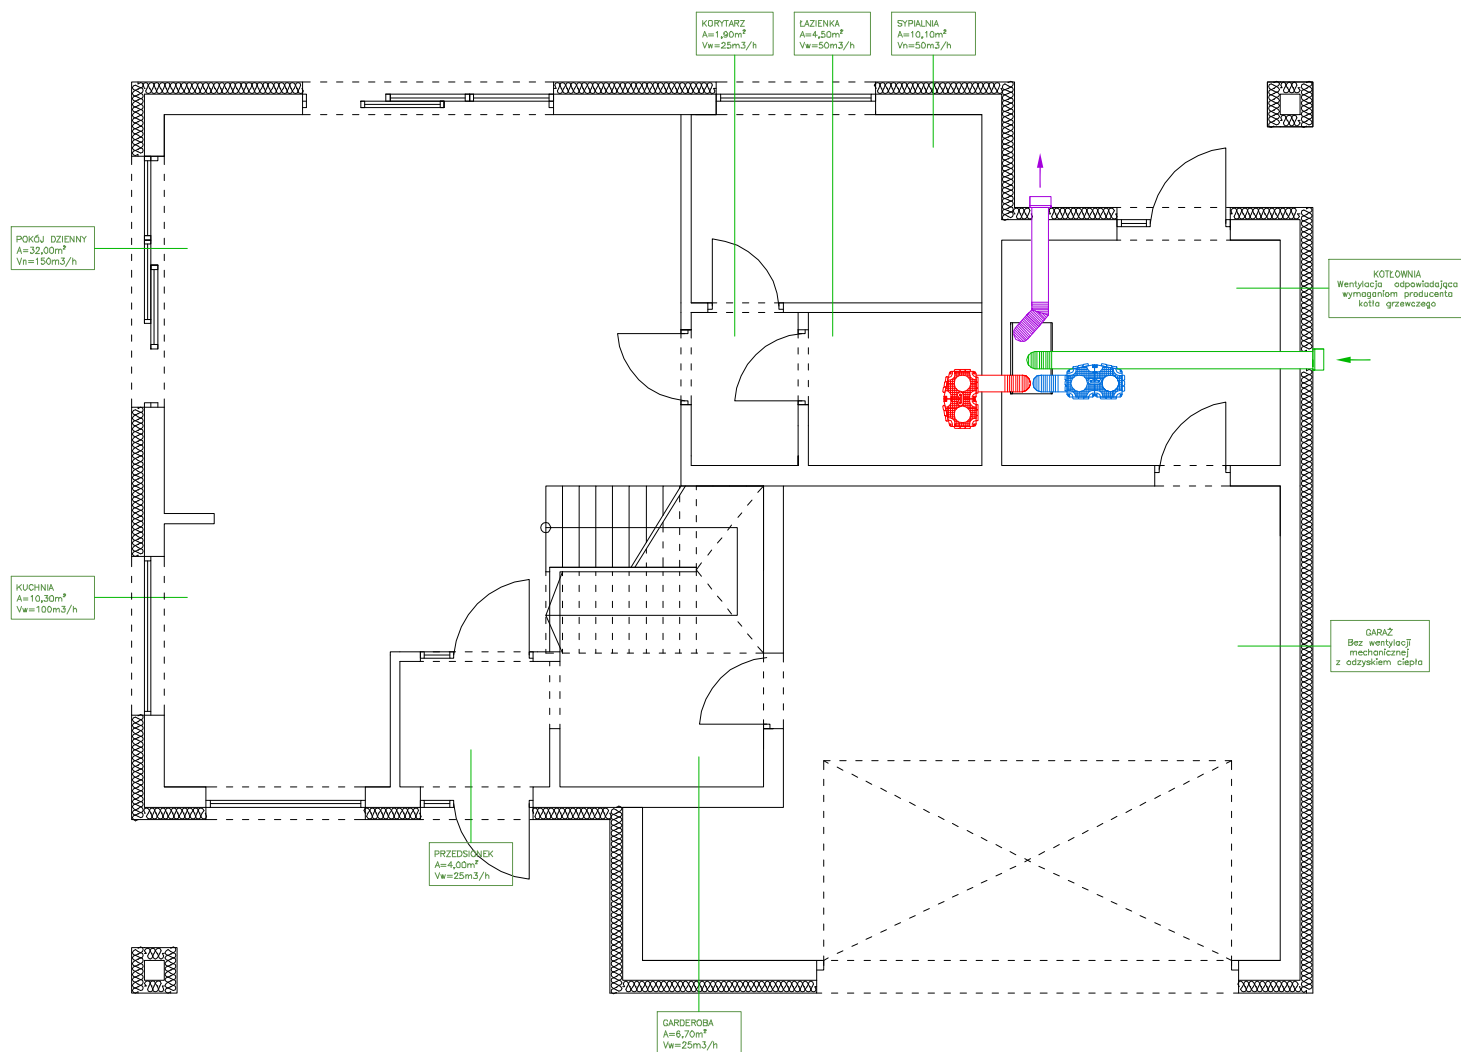 KORYTARZ
A=1,90m²
Vw=25m3/h
ŁAZIENKA
A=4,50m²
Vw=50m3/h
SYPIALNIA
A=10,10m²
Vn=50m3/h
POKÓJ DZIENNY
A=32,00m²
Vn=150m3/h
KOTŁOWNIA
Wentylacja odpowiadająca
wymaganiom producenta
kotła grzewczego
KUCHNIA
A=10,30m²
Vw=100m3/h
GARAŻ
Bez wentylacji
mechanicznej
z odzyskiem ciepła
PRZEDSIONEK
A=4,00m²
Vw=25m3/h
GARDEROBA
A=6,70m²
Vw=25m3/h